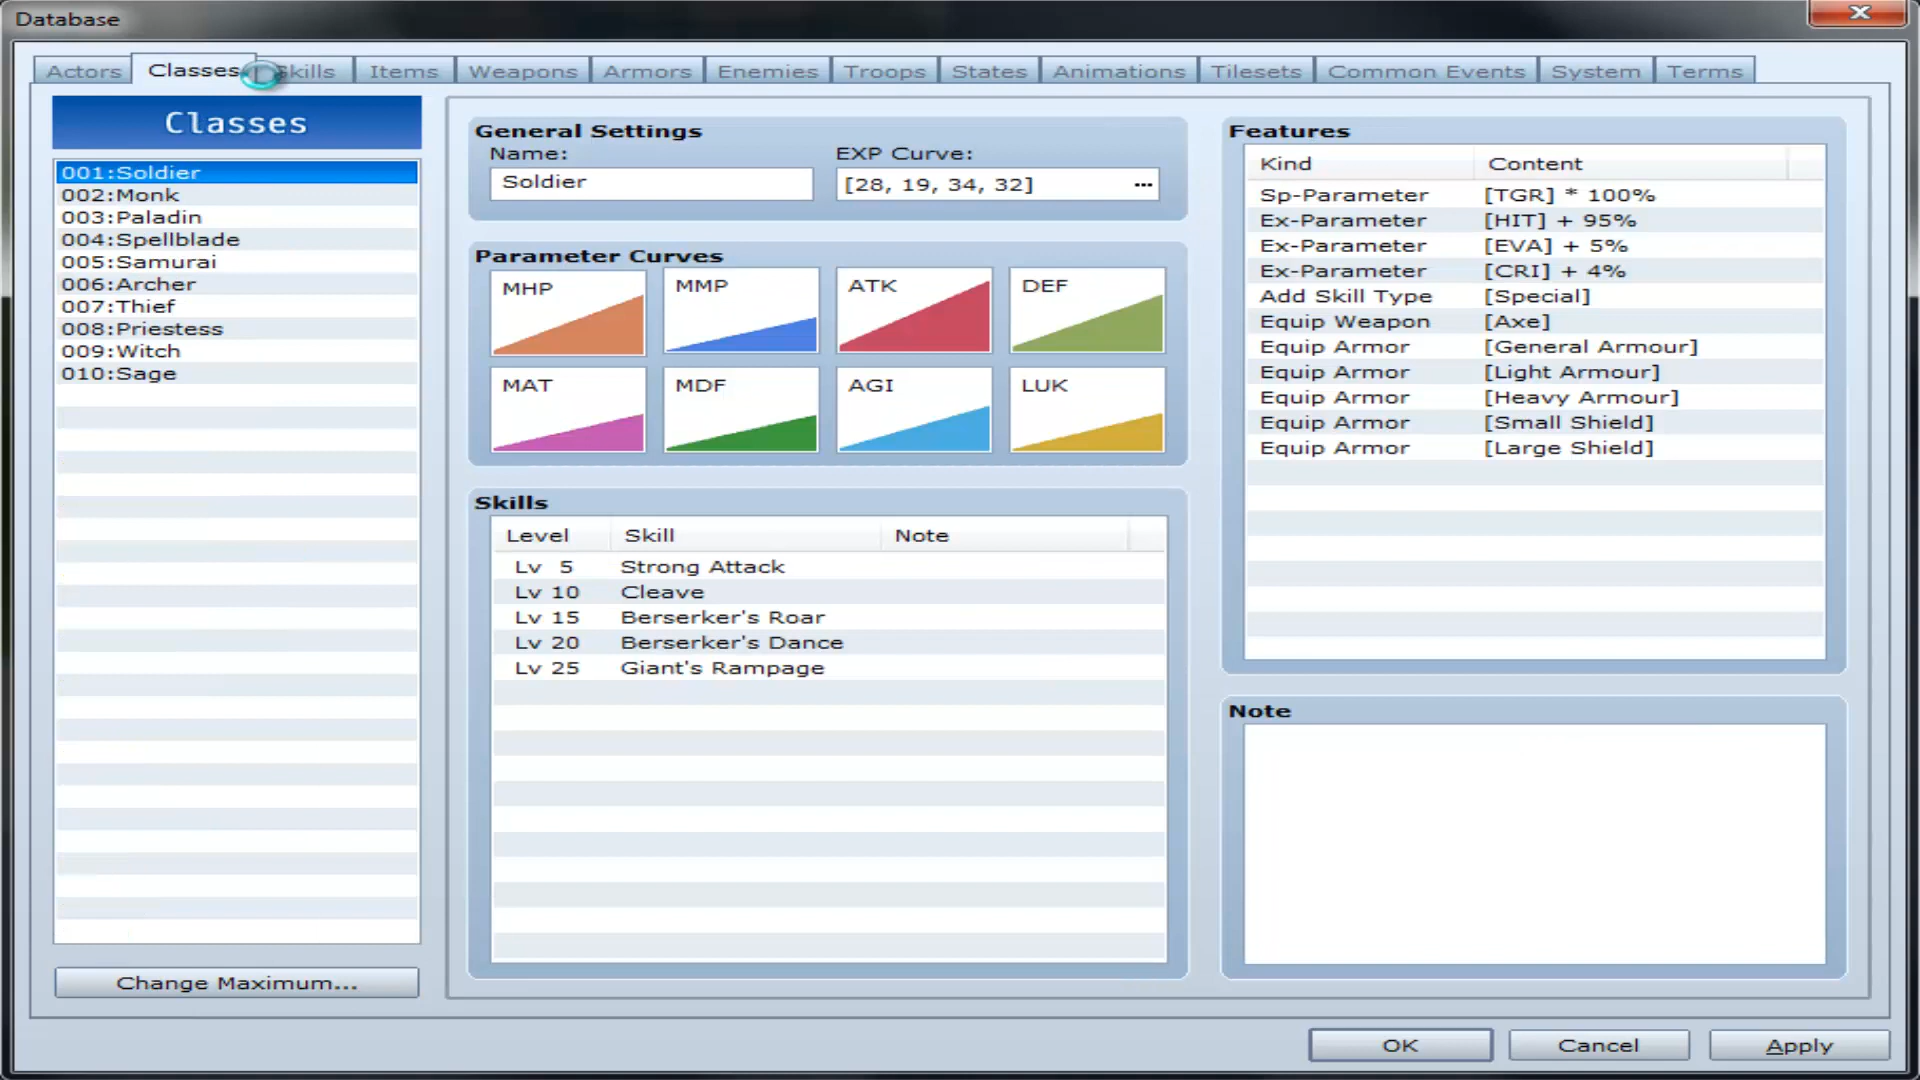 Database
Actors Classes Skills Items Weapons Armors Enemies Troops States Animations Tilesets Common Events System Terms
Classes
001:Soldier
002:Monk
003:Paladin
004:Spellblade
005:Samurai
006:Archer
007:Thief
008:Priestess
009:Witch
010:Sage
Change Maximum...
General Settings
Name: EXP Curve:
Soldier [28, 19, 34, 32] ...
Parameter Curves
MHP MMP ATK DEF
MAT MDF AGI LUK
Skills
Level Skill Note
Lv 5 Strong Attack
Lv 10 Cleave
Lv 15 Berserker's Roar
Lv 20 Berserker's Dance
Lv 25 Giant's Rampage
Features
Kind Content
Sp-Parameter [TGR] * 100%
Ex-Parameter [HIT] + 95%
Ex-Parameter [EVA] + 5%
Ex-Parameter [CRI] + 4%
Add Skill Type [Special]
Equip Weapon [Axe]
Equip Armor [General Armour]
Equip Armor [Light Armour]
Equip Armor [Heavy Armour]
Equip Armor [Small Shield]
Equip Armor [Large Shield]
Note
OK Cancel Apply